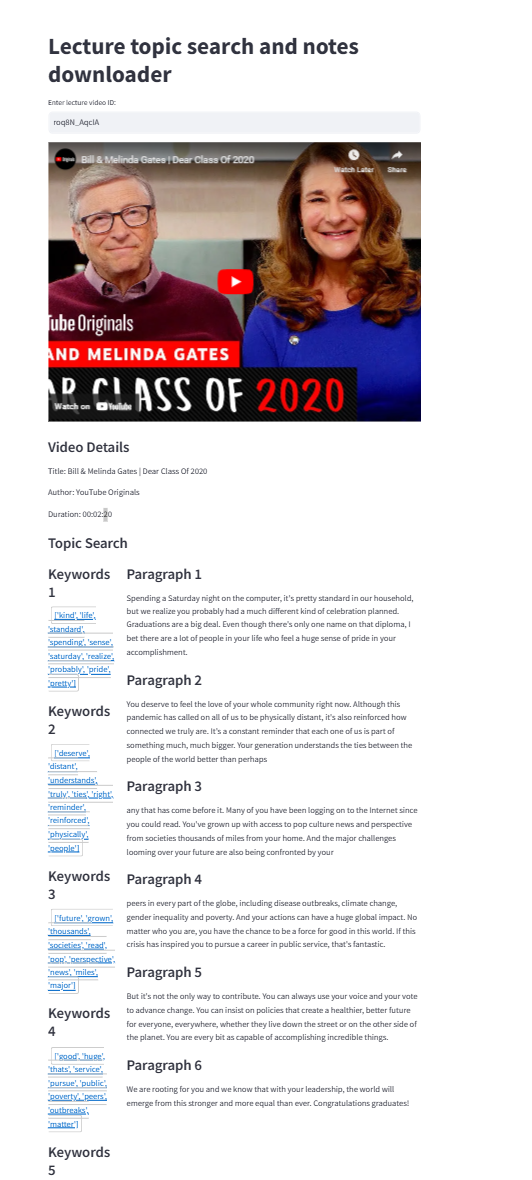 Lecture topic search and notes
downloader
Enter lecture video ID:
roq8N_AqcIA
Bill & Melinda Gates | Dear Class Of 2020
Watch Later
Share
Tube Originals
AND MELINDA GATES
AR CLASS OF 2020
Watch on YouTube
Video Details
Title: Bill & Melinda Gates | Dear Class Of 2020
Author: YouTube Originals
Duration: 00:02:20
Topic Search
Keywords
1
['kind', 'life',
'standard',
'spending', 'sense',
'saturday', 'realize',
'probably', 'pride',
'pretty']
Paragraph 1
Spending a Saturday night on the computer, it's pretty standard in our household,
but we realize you probably had a much different kind of celebration planned.
Graduations are a big deal. Even though there's only one name on that diploma, I
bet there are a lot of people in your life who feel a huge sense of pride in your
accomplishment.
Keywords
2
['deserve',
'distant',
'understands',
'truly', 'ties', 'right',
'reminder',
'reinforced',
'physically',
'people']
Paragraph 2
You deserve to feel the love of your whole community right now. Although this
pandemic has called on all of us to be physically distant, it's also reinforced how
connected we truly are. It's a constant reminder that each one of us is part of
something much, much bigger. Your generation understands the ties between the
people of the world better than perhaps
Keywords
3
['future', 'grown',
'thousands',
'societies', 'read',
'pop', 'perspective',
'news', 'miles',
'major']
Paragraph 3
any that has come before it. Many of you have been logging on to the Internet since
you could read. You've grown up with access to pop culture news and perspective
from societies thousands of miles from your home. And the major challenges
looming over your future are also being confronted by your
Keywords
4
['good', 'huge',
'thats', 'service',
'pursue', 'public',
'poverty', 'peers',
'outbreaks',
'matter']
Paragraph 4
peers in every part of the globe, including disease outbreaks, climate change,
gender inequality and poverty. And your actions can have a huge global impact. No
matter who you are, you have the chance to be a force for good in this world. If this
crisis has inspired you to pursue a career in public service, that's fantastic.
Keywords
5
Paragraph 5
But it's not the only way to contribute. You can always use your voice and your vote
to advance change. You can insist on policies that create a healthier, better future
for everyone, everywhere, whether they live down the street or on the other side of
the planet. You are every bit as capable of accomplishing incredible things.
Paragraph 6
We are rooting for you and we know that with your leadership, the world will
emerge from this stronger and more equal than ever. Congratulations graduates!